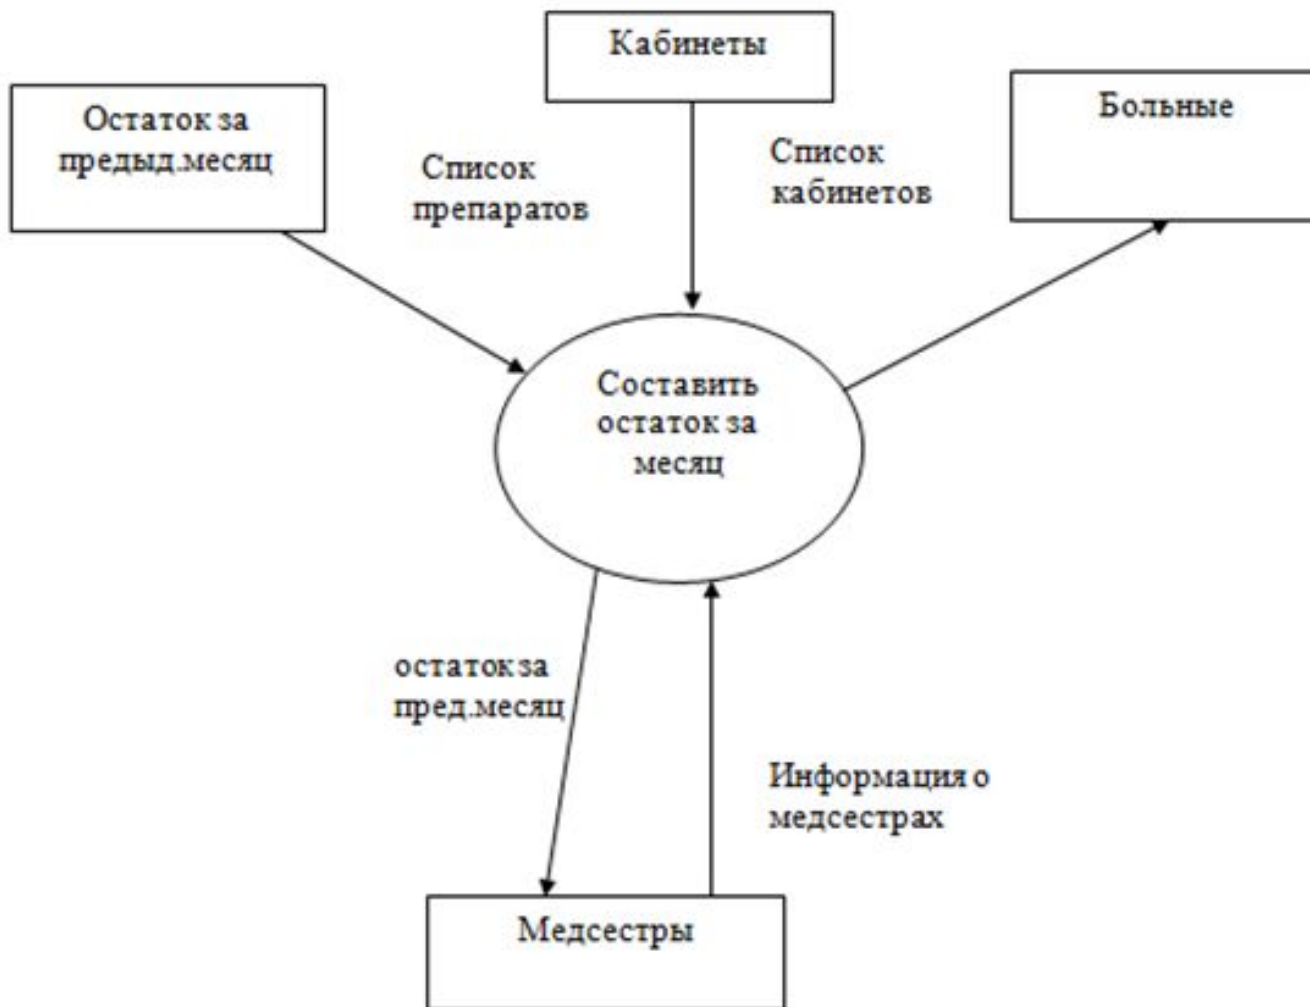 Кабинеты
Остаток за
предыд.месяц
Больные
Список
препаратов
Список
кабинетов
Составить
остаток за
месяц
остаток за
пред.месяц
Информация о
медсестрах
Медсестры